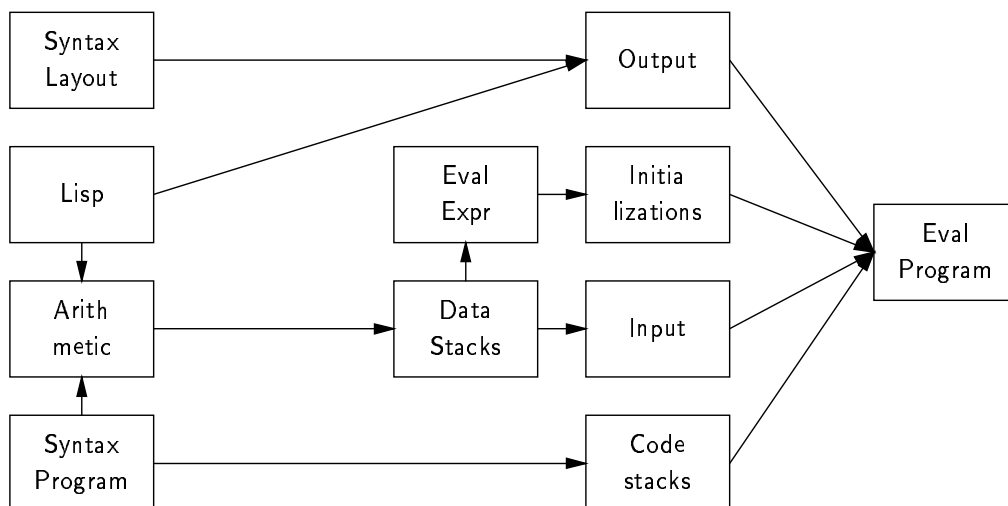 Syntax
Layout
Output
Lisp
Eval
Expr
Initia
lizations
Eval
Program
Arith
metic
Data
Stacks
Input
Syntax
Program
Code
stacks